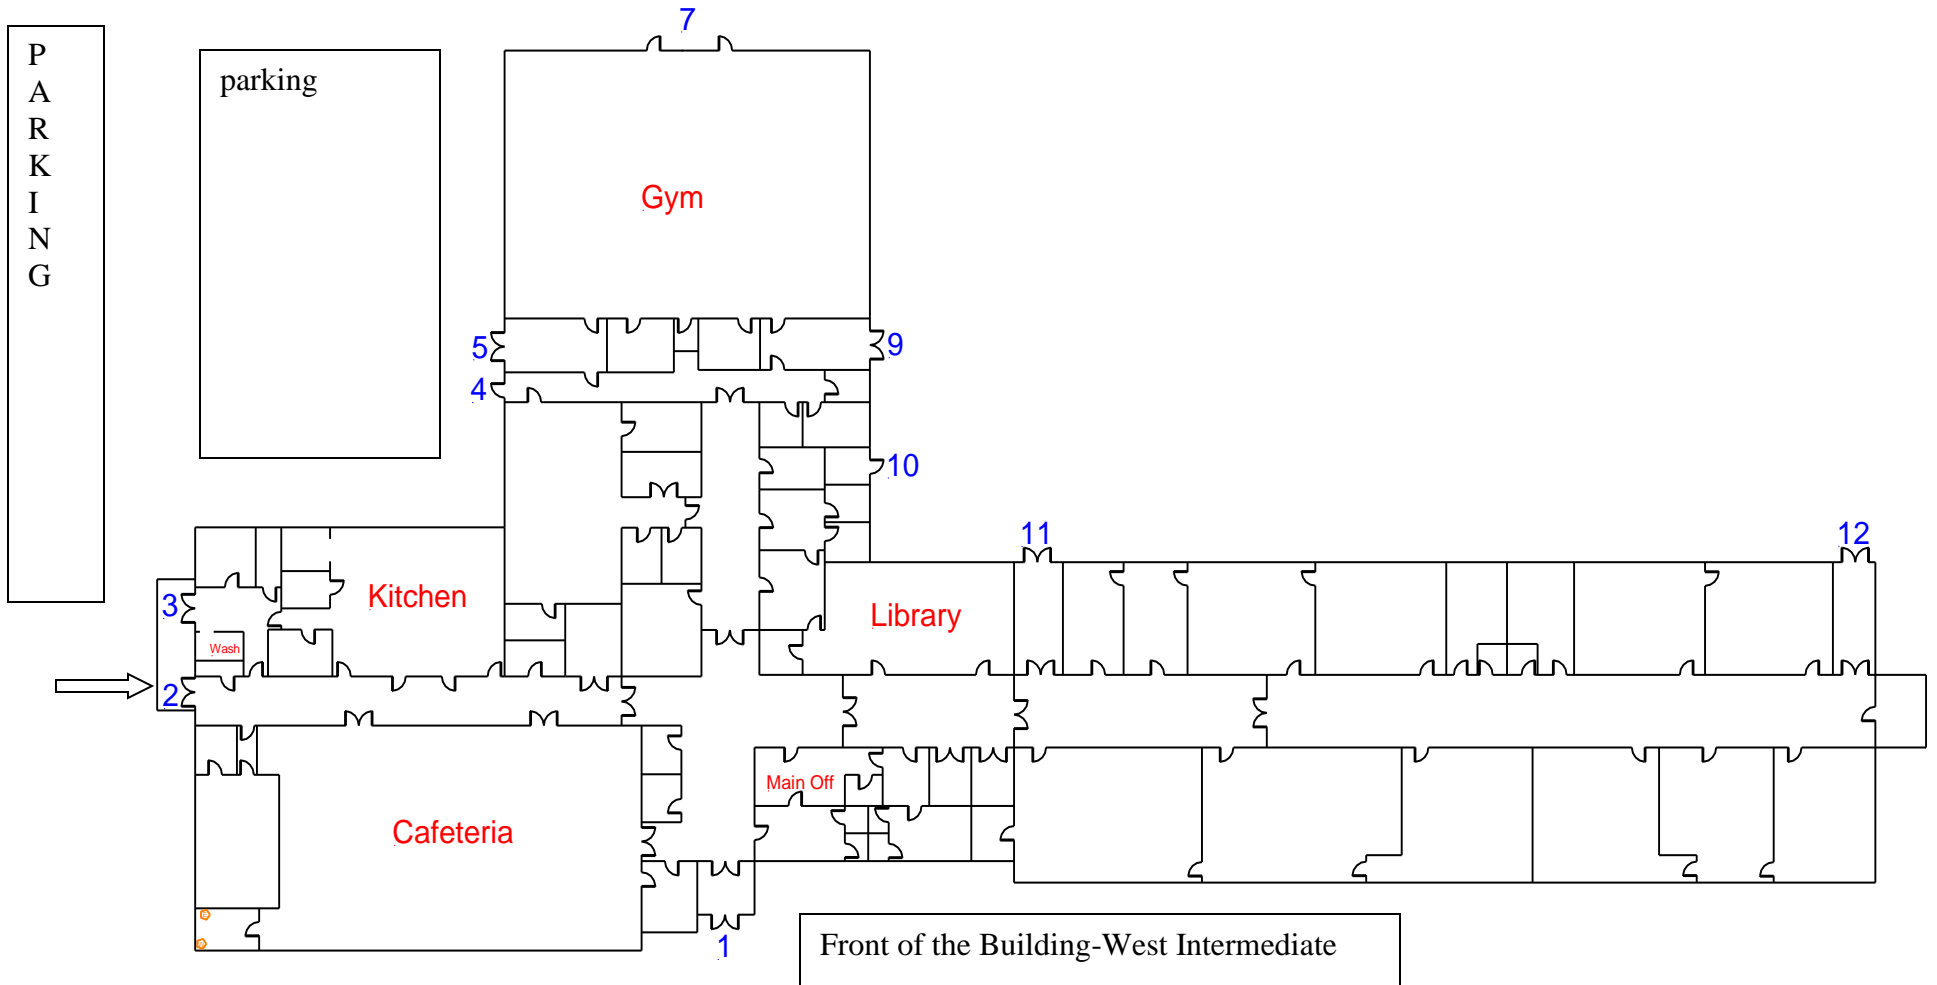 P
A
R
K
I
N
G
parking
7
Gym
5
9
4
10
11
12
3
Kitchen
Library
Wash
2
Main Off
Cafeteria
1
Front of the Building-West Intermediate